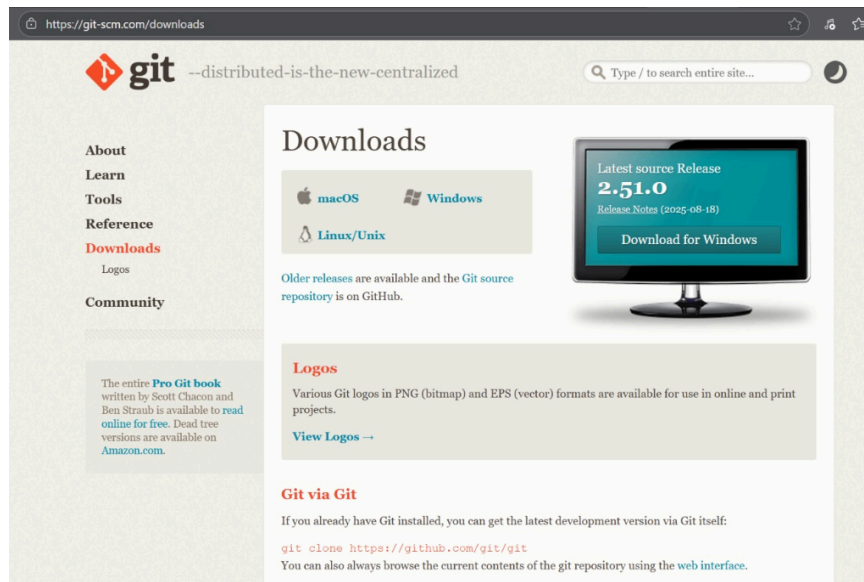 https://git-scm.com/downloads
git --distributed-is-the-new-centralized
Type / to search entire site...
About
Learn
Tools
Reference
Downloads
Logos
Community
The entire Pro Git book
written by Scott Chacon and
Ben Straub is available to read
online for free. Dead tree
versions are available on
Amazon.com.
Downloads
macOS
Windows
Linux/Unix
Older releases are available and the Git source
repository is on GitHub.
Latest source Release
2.51.0
Release Notes (2025-08-18)
Download for Windows
Logos
Various Git logos in PNG (bitmap) and EPS (vector) formats are available for use in online and print
projects.
View Logos →
Git via Git
If you already have Git installed, you can get the latest development version via Git itself:
git clone https://github.com/git/git
You can also always browse the current contents of the git repository using the web interface.